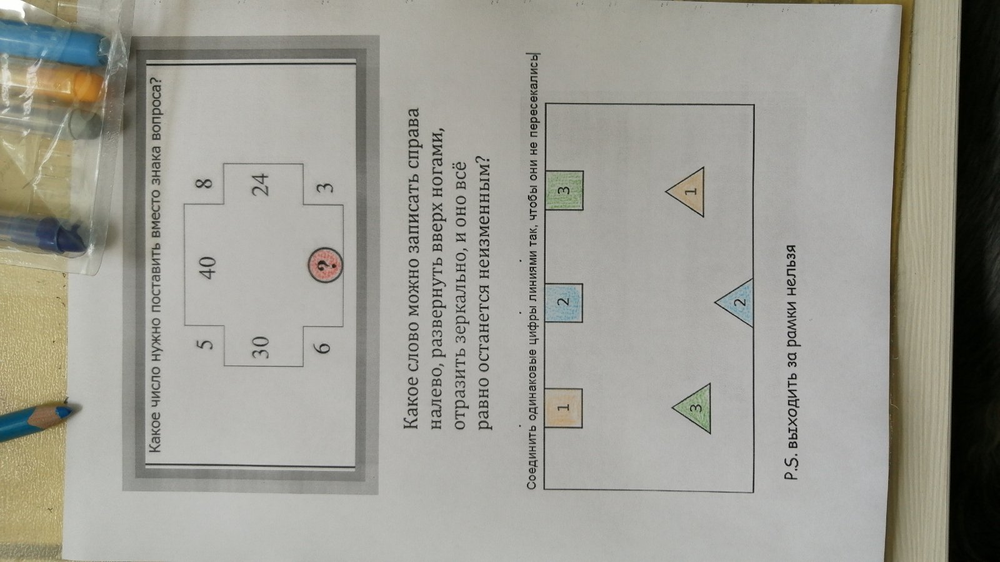 Какое число нужно поставить вместо знака вопроса?
5 40 8
30 24
6 ? 3
Какое слово можно записать справа
налево, развернуть вверх ногами,
отразить зеркально, и оно всё
равно останется неизменным?
Соединить одинаковые цифры линиями так, чтобы они не пересекались
1 2 3
3 1
2
P.S. выходить за рамки нельзя